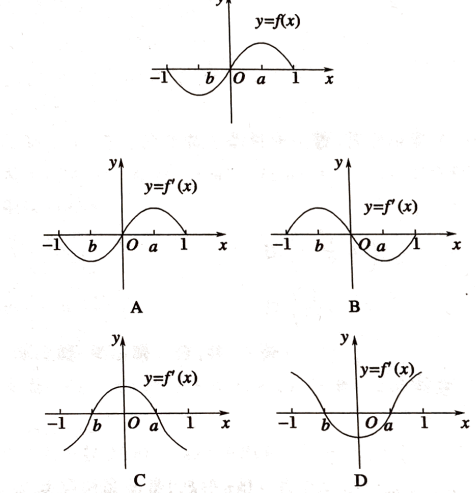 y
y=f(x)
-1 b O a 1 x
y y
y=f'(x) y=f'(x)
-1 b O a 1 x -1 b O a 1 x
A B
y y
y=f'(x) y=f'(x)
-1 b O a 1 x -1 b O a 1 x
C D